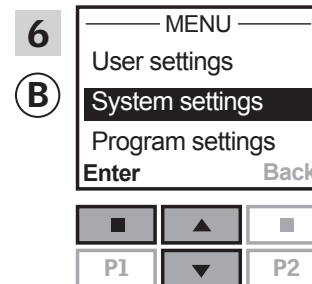 6
B
MENU
User settings
System settings
Program settings
Enter Back
P1 P2